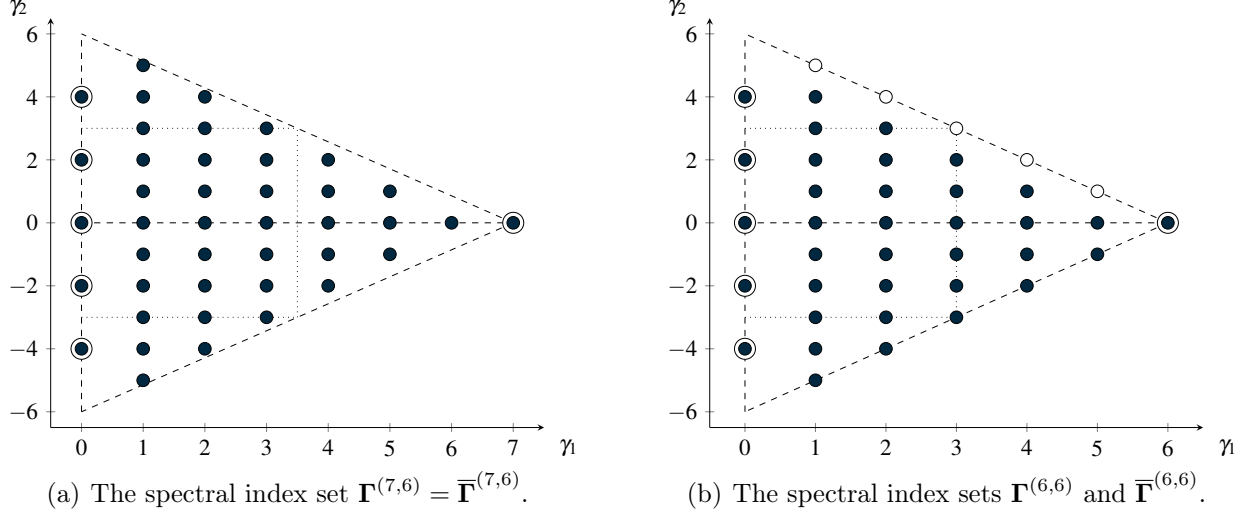 γ₂ γ₂
6 6
4 4
2 2
0 0
−2 −2
−4 −4
−6 −6
0 1 2 3 4 5 6 7 γ₁ 0 1 2 3 4 5 6 γ₁
(a) The spectral index set Γ^(7,6) = Γ̅^(7,6).
(b) The spectral index sets Γ^(6,6) and Γ̅^(6,6).